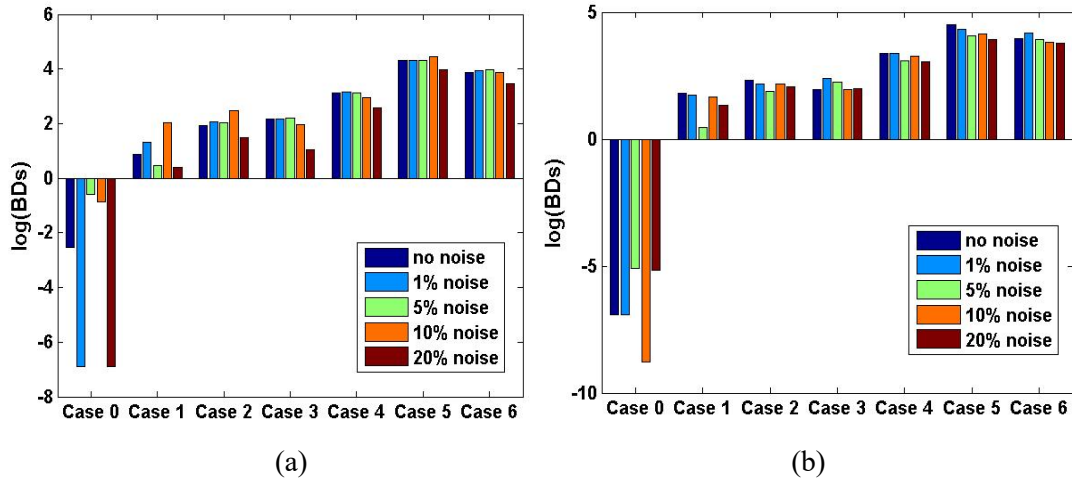 6
4
2
0
-2
-4
-6
-8
log(BDs)
no noise
1% noise
5% noise
10% noise
20% noise
Case 0 Case 1 Case 2 Case 3 Case 4 Case 5 Case 6
(a)
5
0
-5
-10
log(BDs)
no noise
1% noise
5% noise
10% noise
20% noise
Case 0 Case 1 Case 2 Case 3 Case 4 Case 5 Case 6
(b)